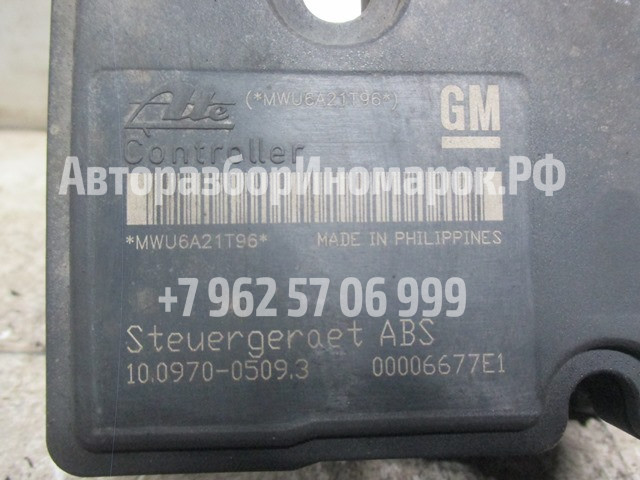 Ate (*MWU6A21T96*) GM
Controller
АвторазборИномарок.РФ
*MWU6A21T96* MADE IN PHILIPPINES
+7 962 57 06 999
Steuergeraet ABS
10.0970-0509.3 00006677E1